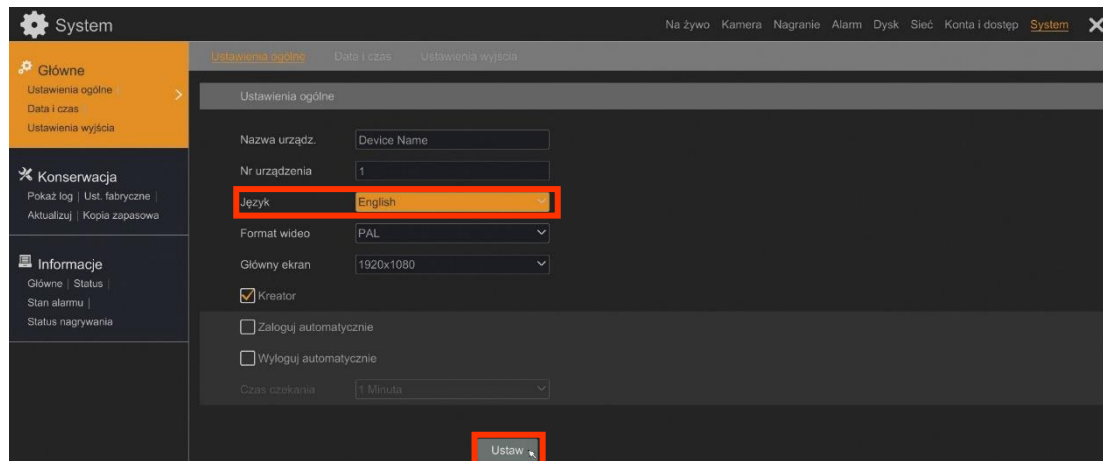 System
Na żywo Kamera Nagranie Alarm Dysk Sieć Konta i dostęp System
Główne
Ustawienia ogólne |
Data i czas |
Ustawienia wyjścia
Konserwacja
Pokaż log | Ust. fabryczne |
Aktualizuj | Kopia zapasowa
Informacje
Główne | Status |
Stan alarmu |
Status nagrywania
Ustawienia ogólne Data i czas Ustawienia wyjścia
Ustawienia ogólne
Nazwa urządz. Device Name
Nr urządzenia 1
Język English
Format wideo PAL
Główny ekran 1920x1080
Kreator
Zaloguj automatycznie
Wyloguj automatycznie
Czas czekania 1 Minuta
Ustaw